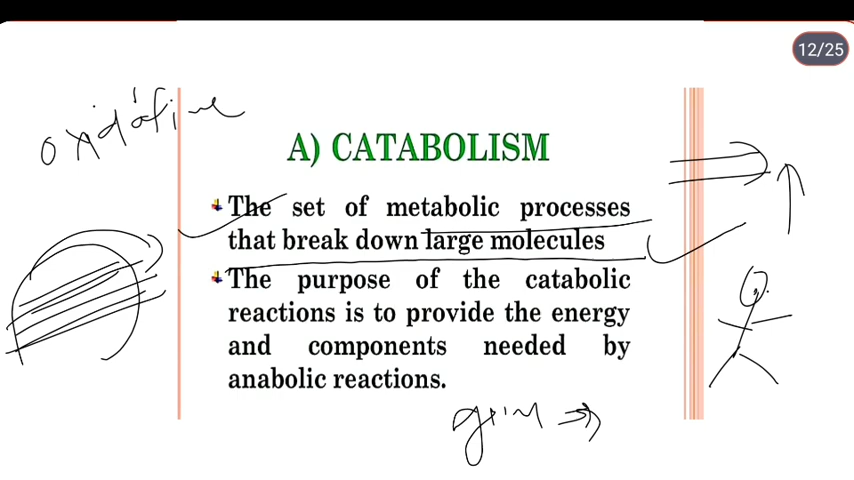 12/25
oxidative
A) CATABOLISM
The set of metabolic processes
that break down large molecules
The purpose of the catabolic
reactions is to provide the energy
and components needed by
anabolic reactions.